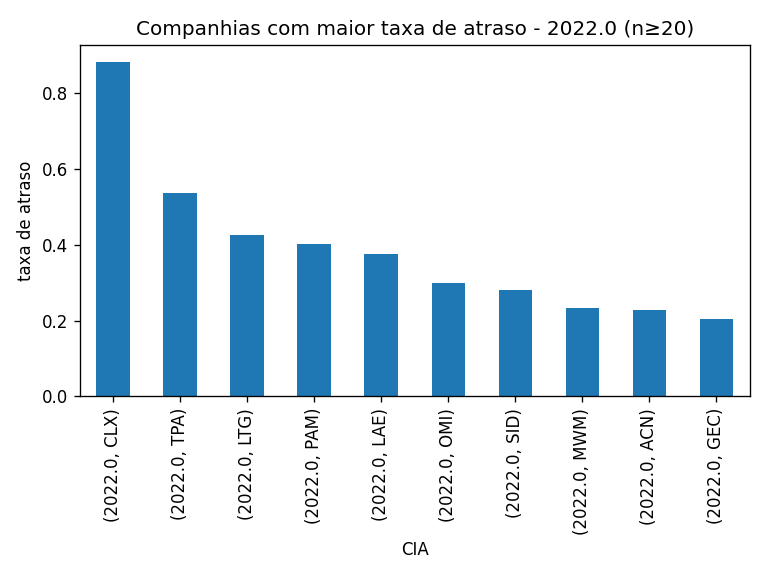 Companhias com maior taxa de atraso - 2022.0 (n≥20)
taxa de atraso
0.8
0.6
0.4
0.2
0.0
(2022.0, CLX)
(2022.0, TPA)
(2022.0, LTG)
(2022.0, PAM)
(2022.0, LAE)
(2022.0, OMI)
(2022.0, SID)
(2022.0, MWM)
(2022.0, ACN)
(2022.0, GEC)
CIA